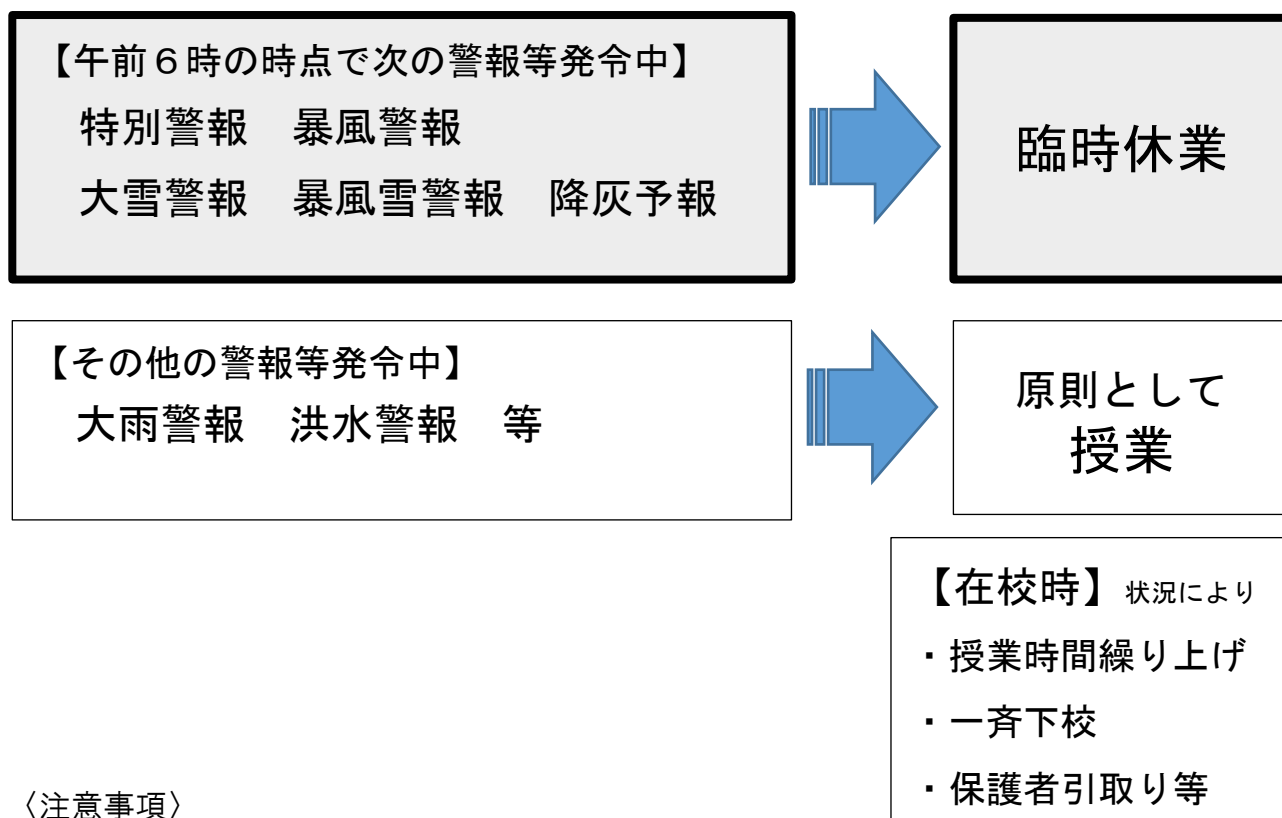 【午前６時の時点で次の警報等発令中】
特別警報　暴風警報
大雪警報　暴風雪警報　降灰予報
臨時休業
【その他の警報等発令中】
大雨警報　洪水警報　等
原則として
授業
【在校時】状況により
・授業時間繰り上げ
・一斉下校
・保護者引取り等
〈注意事項〉